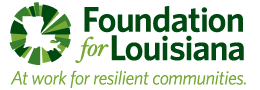 Foundation
for Louisiana
At work for resilient communities.